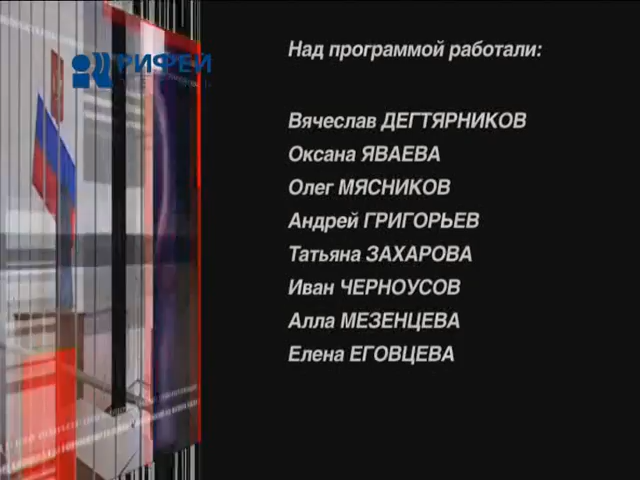 РИФЕЙ
Над программой работали:
Вячеслав ДЕГТЯРНИКОВ
Оксана ЯВАЕВА
Олег МЯСНИКОВ
Андрей ГРИГОРЬЕВ
Татьяна ЗАХАРОВА
Иван ЧЕРНОУСОВ
Алла МЕЗЕНЦЕВА
Елена ЕГОВЦЕВА